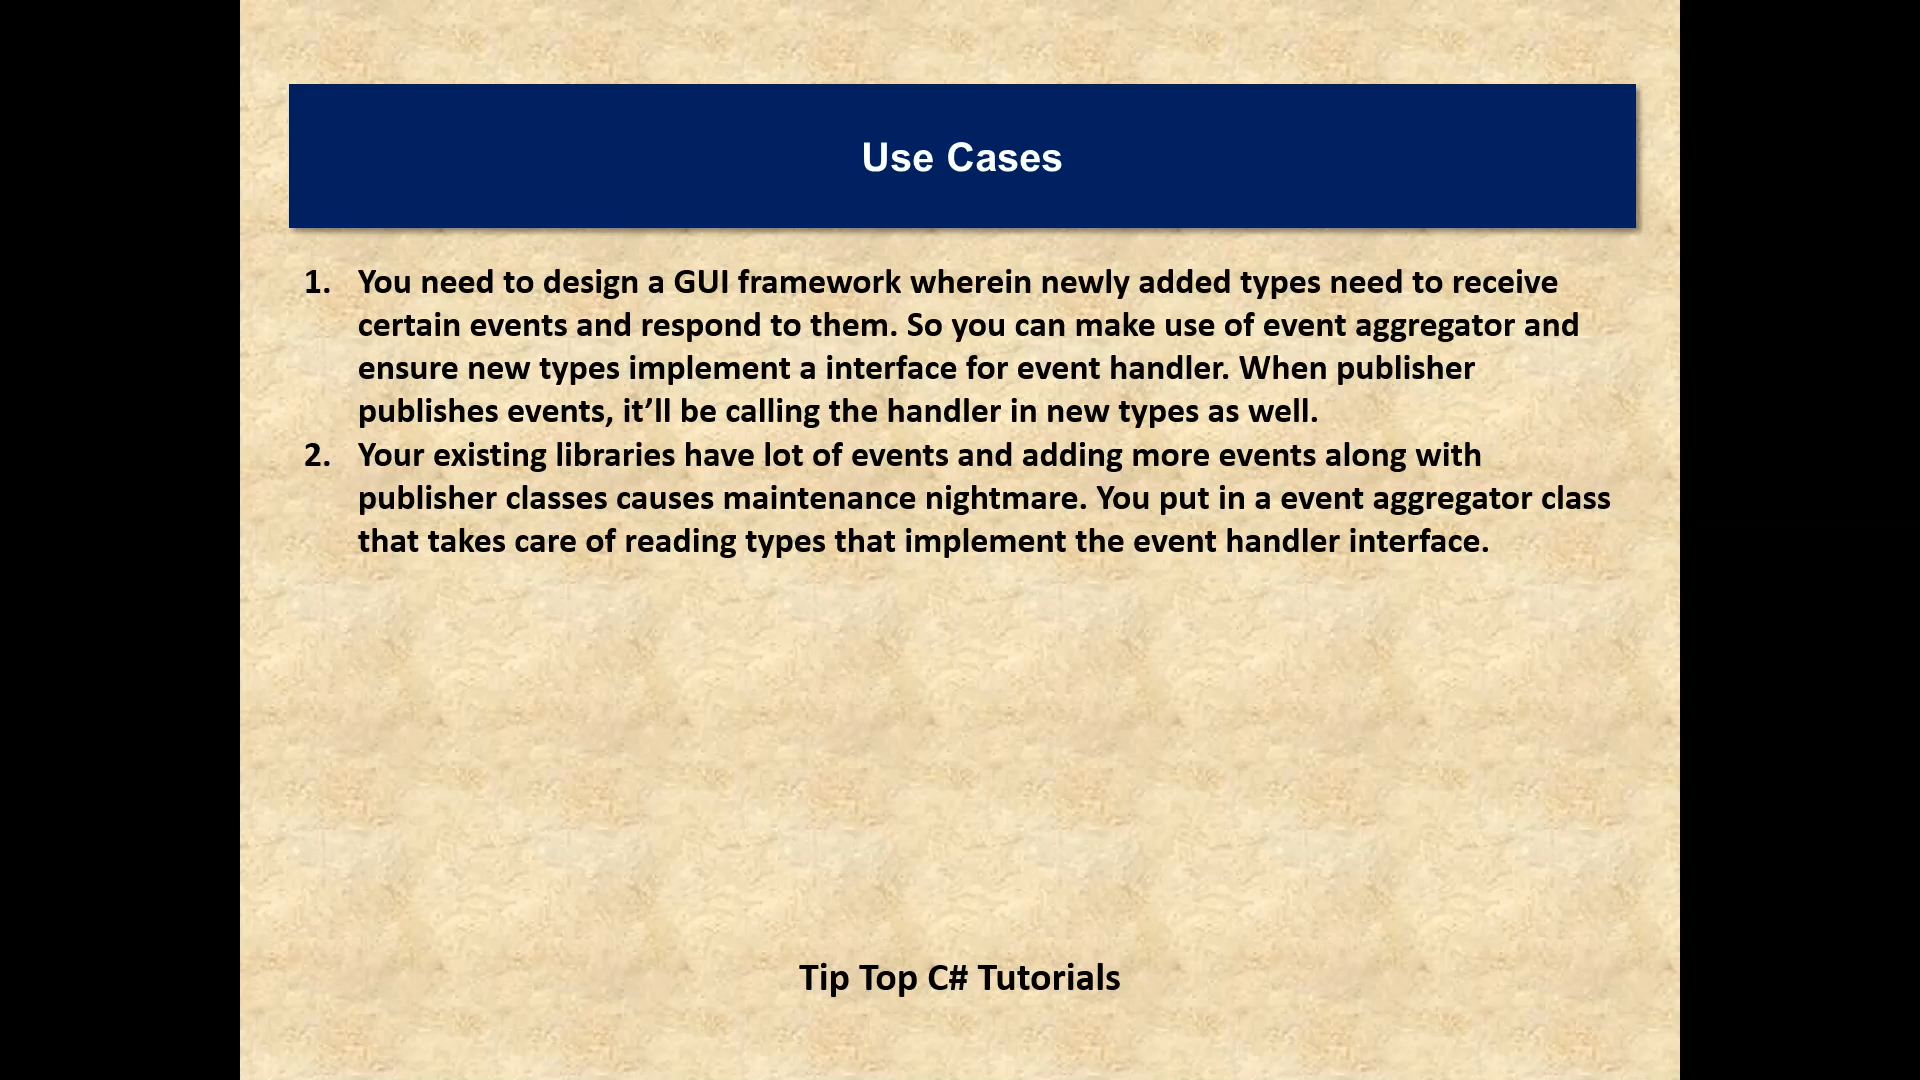 Use Cases
1. You need to design a GUI framework wherein newly added types need to receive
certain events and respond to them. So you can make use of event aggregator and
ensure new types implement a interface for event handler. When publisher
publishes events, it’ll be calling the handler in new types as well.
2. Your existing libraries have lot of events and adding more events along with
publisher classes causes maintenance nightmare. You put in a event aggregator class
that takes care of reading types that implement the event handler interface.
Tip Top C# Tutorials